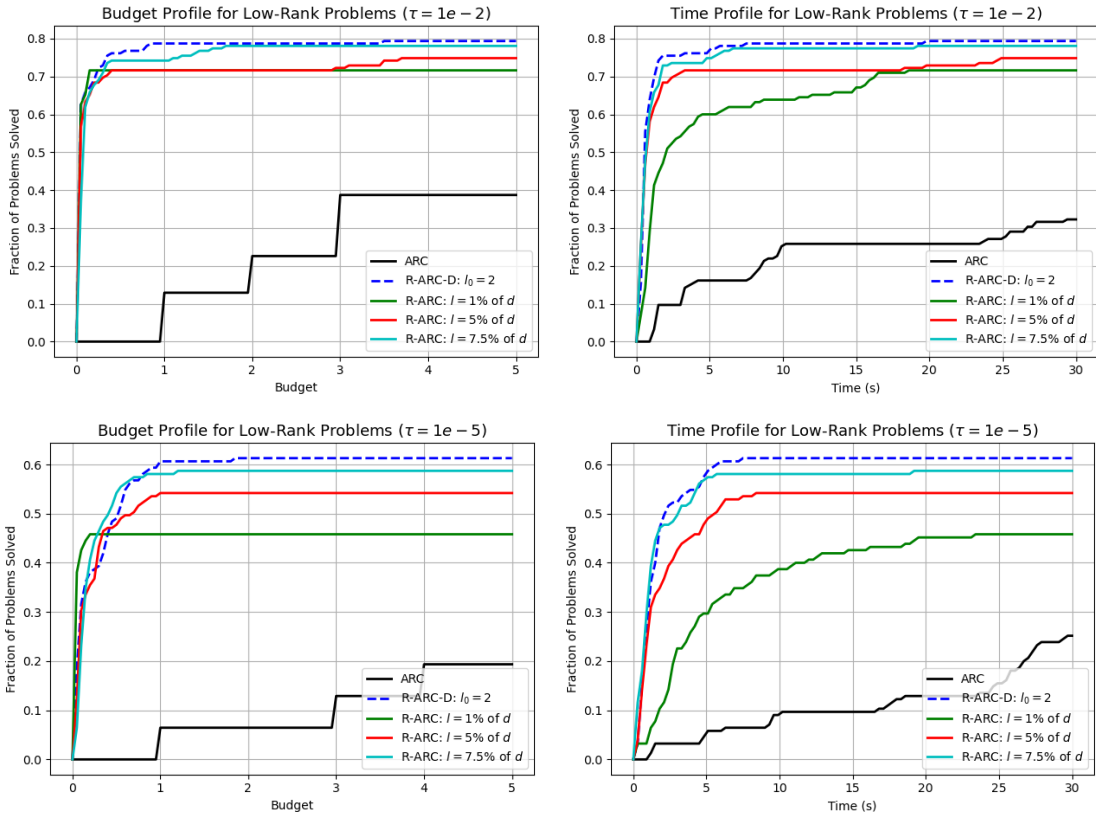 Budget Profile for Low-Rank Problems (τ = 1e − 2)
Fraction of Problems Solved
0.8
0.7
0.6
0.5
0.4
0.3
0.2
0.1
0.0
ARC
R-ARC-D: l₀ = 2
R-ARC: l = 1% of d
R-ARC: l = 5% of d
R-ARC: l = 7.5% of d
0 1 2 3 4 5
Budget
Time Profile for Low-Rank Problems (τ = 1e − 2)
Fraction of Problems Solved
0.8
0.7
0.6
0.5
0.4
0.3
0.2
0.1
0.0
ARC
R-ARC-D: l₀ = 2
R-ARC: l = 1% of d
R-ARC: l = 5% of d
R-ARC: l = 7.5% of d
0 5 10 15 20 25 30
Time (s)
Budget Profile for Low-Rank Problems (τ = 1e − 5)
Fraction of Problems Solved
0.6
0.5
0.4
0.3
0.2
0.1
0.0
ARC
R-ARC-D: l₀ = 2
R-ARC: l = 1% of d
R-ARC: l = 5% of d
R-ARC: l = 7.5% of d
0 1 2 3 4 5
Budget
Time Profile for Low-Rank Problems (τ = 1e − 5)
Fraction of Problems Solved
0.6
0.5
0.4
0.3
0.2
0.1
0.0
ARC
R-ARC-D: l₀ = 2
R-ARC: l = 1% of d
R-ARC: l = 5% of d
R-ARC: l = 7.5% of d
0 5 10 15 20 25 30
Time (s)